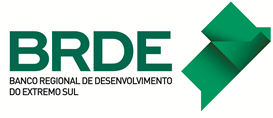 BRDE
BANCO REGIONAL DE DESENVOLVIMENTO
DO EXTREMO SUL